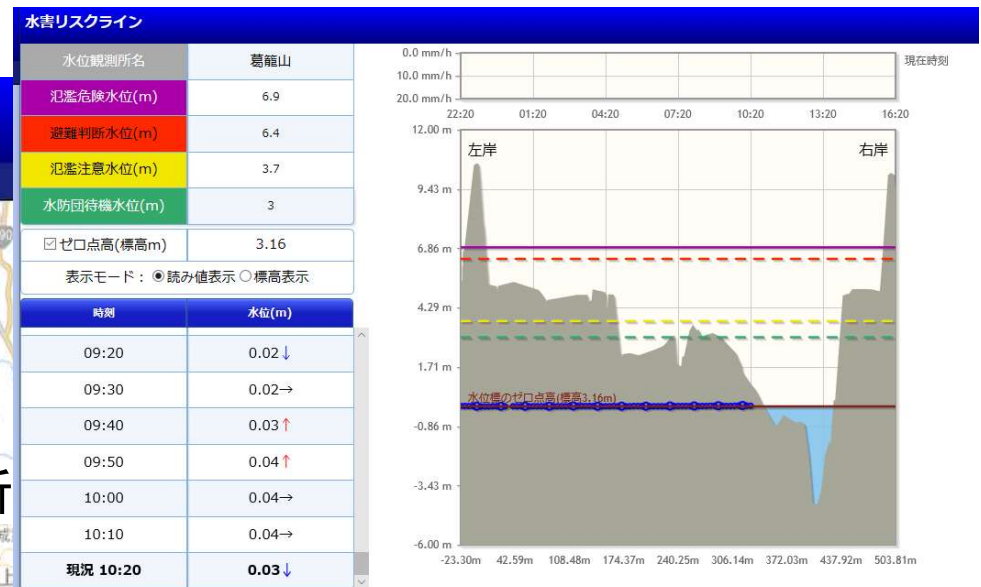 水害リスクライン
水位観測所名 葛籠山
氾濫危険水位(m) 6.9
避難判断水位(m) 6.4
氾濫注意水位(m) 3.7
水防団待機水位(m) 3
ゼロ点高(標高m) 3.16
表示モード： 読み値表示 標高表示
時刻 水位(m)
09:20 0.02↓
09:30 0.02→
09:40 0.03↑
09:50 0.04↑
10:00 0.04→
10:10 0.04→
現況 10:20 0.03↓
0.0 mm/h
10.0 mm/h
20.0 mm/h
現在時刻
22:20 01:20 04:20 07:20 10:20 13:20 16:20
12.00 m
左岸 右岸
9.43 m
6.86 m
4.29 m
1.71 m
水位標のゼロ点高(標高3.16m)
-0.86 m
-3.43 m
-6.00 m
-23.30m 42.59m 108.48m 174.37m 240.25m 306.14m 372.03m 437.92m 503.81m